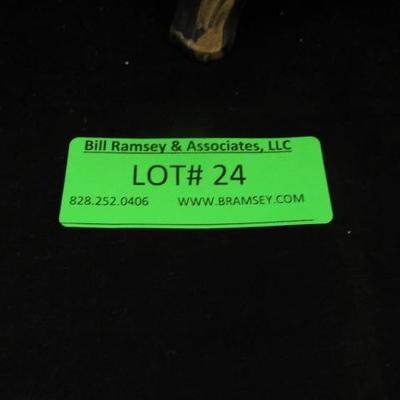 Bill Ramsey & Associates, LLC
LOT# 24
828.252.0406 WWW.BRAMSEY.COM